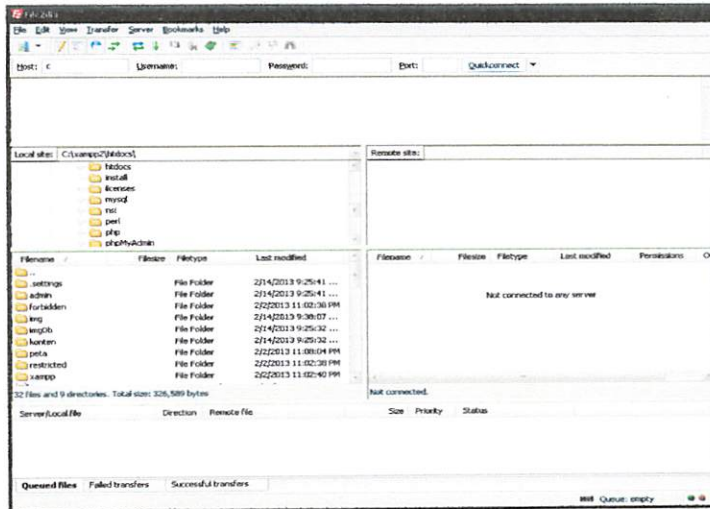 FileZilla
File Edit View Transfer Server Bookmarks Help
Host: c Username: Password: Port: Quickconnect
Local site: C:\xampp2\htdocs\ Remote site:
htdocs
install
licenses
mysql
nsi
perl
php
phpMyAdmin
Filename / Filesize Filetype Last modified Filename / Filesize Filetype Last modified Permissions O
..
.settings File Folder 2/14/2013 9:25:41 ...
admin File Folder 2/14/2013 9:25:41 ...
forbidden File Folder 2/2/2013 11:02:38 PM
img File Folder 2/14/2013 9:38:07 ...
imgDb File Folder 2/14/2013 9:25:32 ...
konten File Folder 2/14/2013 9:25:32 ...
peta File Folder 2/2/2013 11:08:04 PM
restricted File Folder 2/2/2013 11:02:38 PM
xampp File Folder 2/2/2013 11:02:40 PM
Not connected to any server
32 files and 9 directories. Total size: 326,589 bytes Not connected.
Server/Local file Direction Remote file Size Priority Status
Queued files Failed transfers Successful transfers
Queue: empty